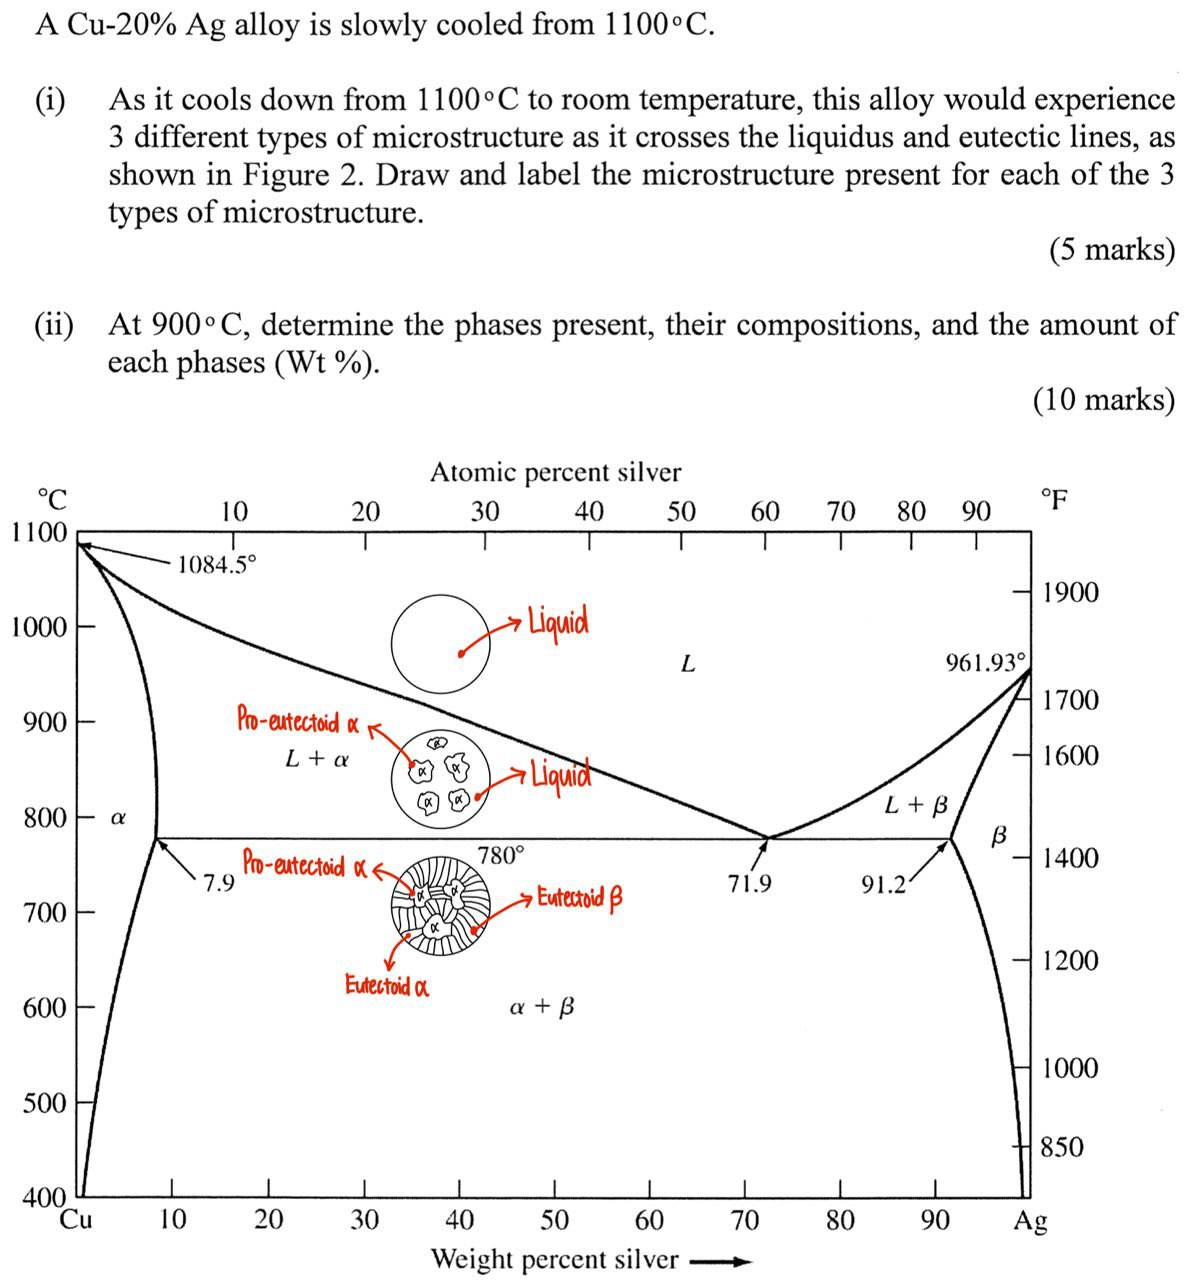 A Cu-20% Ag alloy is slowly cooled from 1100°C.
(i) As it cools down from 1100°C to room temperature, this alloy would experience
3 different types of microstructure as it crosses the liquidus and eutectic lines, as
shown in Figure 2. Draw and label the microstructure present for each of the 3
types of microstructure.
(5 marks)
(ii) At 900°C, determine the phases present, their compositions, and the amount of
each phases (Wt %).
(10 marks)
Atomic percent silver
°C 10 20 30 40 50 60 70 80 90 °F
1100
1084.5°
1900
1000
Liquid
L
961.93°
1700
900
Pro-eutectoid α
L + α
α
α
α
α
α
Liquid
1600
800
α
L + β
β
780°
1400
Pro-eutectoid α
7.9
71.9
91.2
α
α
α
Eutectoid β
700
Eutectoid α
1200
600
α + β
1000
500
850
400
Cu 10 20 30 40 50 60 70 80 90 Ag
Weight percent silver